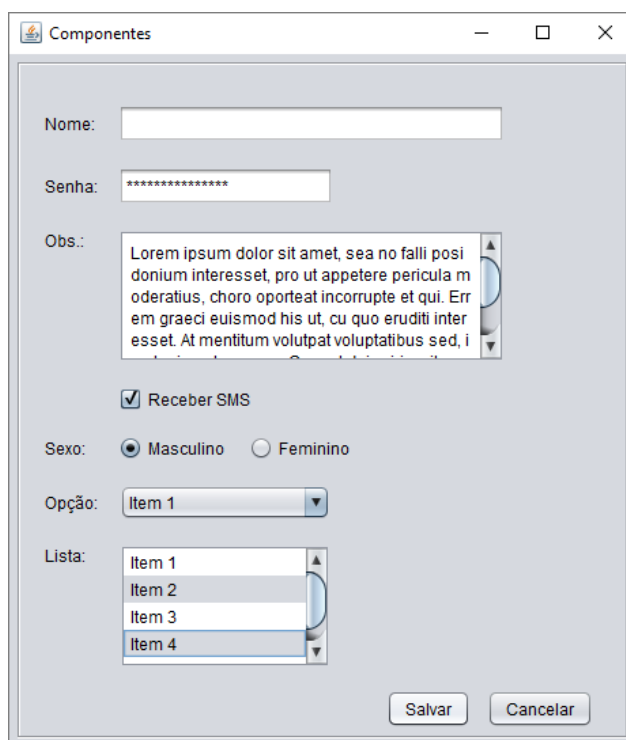 Componentes
Nome:
Senha: ***************
Obs.:
Lorem ipsum dolor sit amet, sea no falli posi
donium interesset, pro ut appetere pericula m
oderatius, choro oporteat incorrupte et qui. Err
em graeci euismod his ut, cu quo eruditi inter
esset. At mentitum volutpat voluptatibus sed, i
Receber SMS
Sexo: Masculino Feminino
Opção: Item 1
Lista:
Item 1
Item 2
Item 3
Item 4
Salvar Cancelar